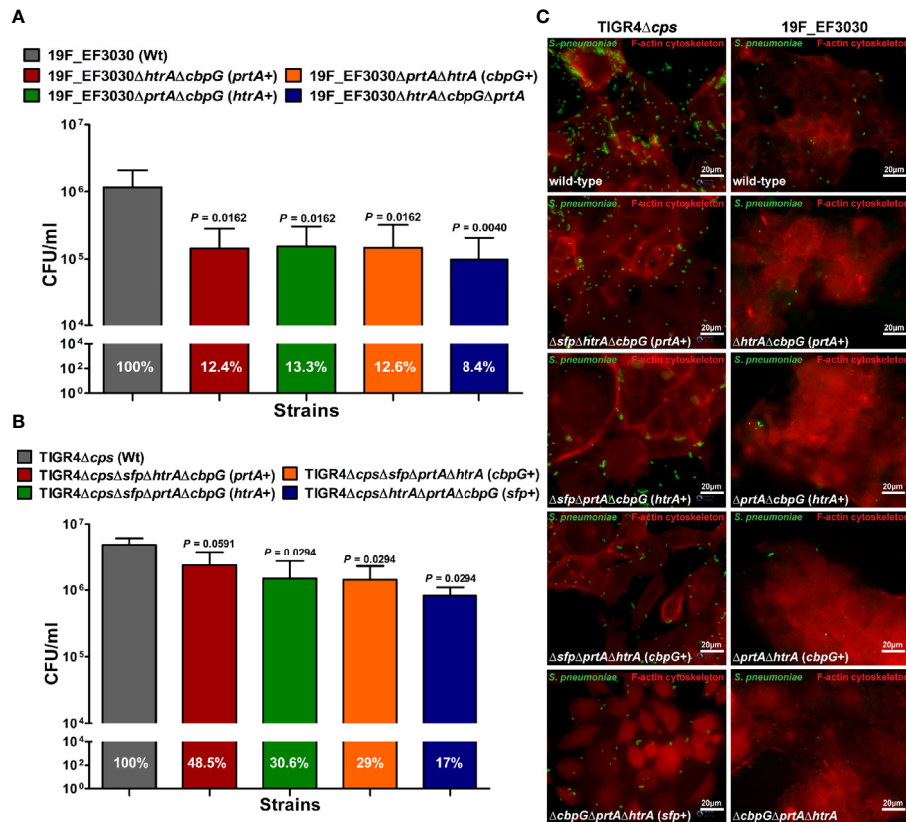 A
19F_EF3030 (Wt)
19F_EF3030ΔhtrAΔcbpG (prtA+)
19F_EF3030ΔprtAΔhtrA (cbpG+)
19F_EF3030ΔprtAΔcbpG (htrA+)
19F_EF3030ΔhtrAΔcbpGΔprtA
CFU/ml
10⁷
10⁶
10⁵
10⁴
10⁴
10²
10⁰
P = 0.0162
P = 0.0162
P = 0.0162
P = 0.0040
100%
12.4%
13.3%
12.6%
8.4%
Strains
B
TIGR4Δcps (Wt)
TIGR4ΔcpsΔsfpΔhtrAΔcbpG (prtA+)
TIGR4ΔcpsΔsfpΔprtAΔhtrA (cbpG+)
TIGR4ΔcpsΔsfpΔprtAΔcbpG (htrA+)
TIGR4ΔcpsΔhtrAΔprtAΔcbpG (sfp+)
CFU/ml
10⁷
10⁶
10⁵
10⁴
10²
10⁰
P = 0.0591
P = 0.0294
P = 0.0294
P = 0.0294
100%
48.5%
30.6%
29%
17%
Strains
C
TIGR4Δcps
19F_EF3030
S. pneumoniae F-actin cytoskeleton
wild-type
20µm
S. pneumoniae F-actin cytoskeleton
wild-type
20µm
S. pneumoniae F-actin cytoskeleton
ΔsfpΔhtrAΔcbpG (prtA+)
20µm
S. pneumoniae F-actin cytoskeleton
ΔhtrAΔcbpG (prtA+)
20µm
S. pneumoniae F-actin cytoskeleton
ΔsfpΔprtAΔcbpG (htrA+)
20µm
S. pneumoniae F-actin cytoskeleton
ΔprtAΔcbpG (htrA+)
20µm
S. pneumoniae F-actin cytoskeleton
ΔsfpΔprtAΔhtrA (cbpG+)
20µm
S. pneumoniae F-actin cytoskeleton
ΔprtAΔhtrA (cbpG+)
20µm
S. pneumoniae F-actin cytoskeleton
ΔcbpGΔprtAΔhtrA (sfp+)
20µm
S. pneumoniae F-actin cytoskeleton
ΔcbpGΔprtAΔhtrA
20µm